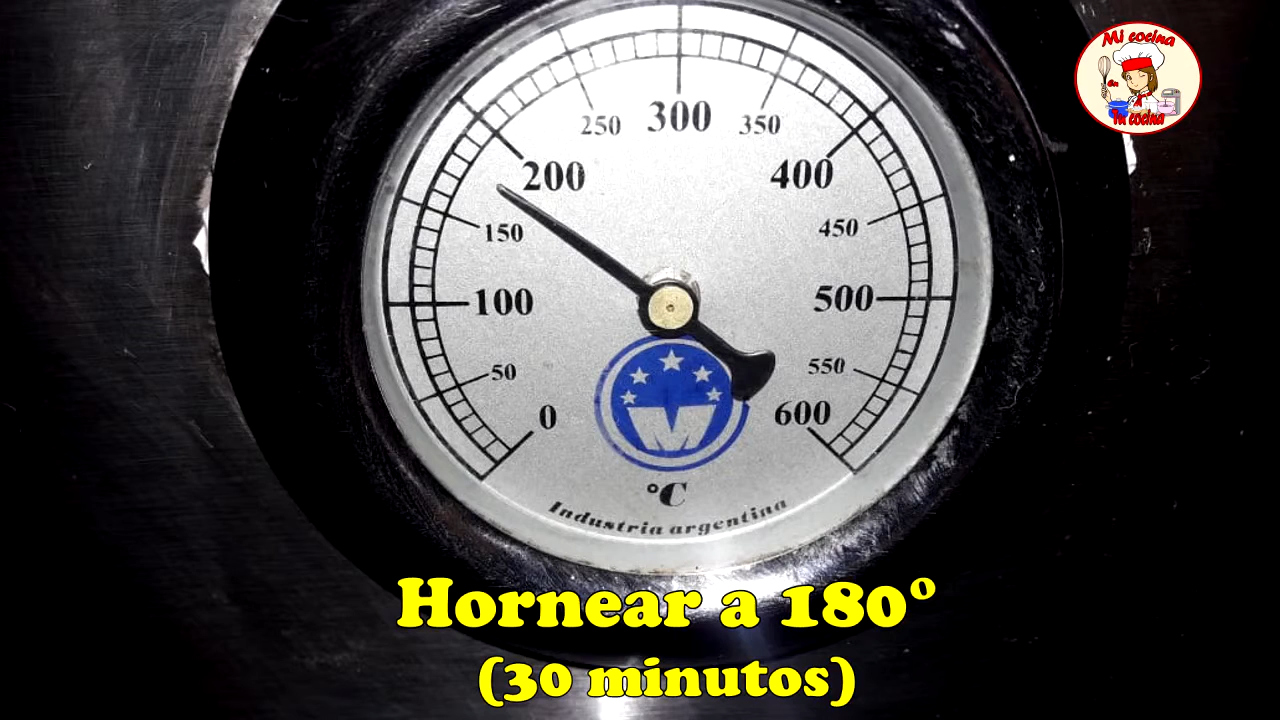 Mi cocina
en
Tu cocina
250 300 350
200 400
150 450
100 500
50 550
0 600
°C
Industria argentina
Hornear a 180°
(30 minutos)